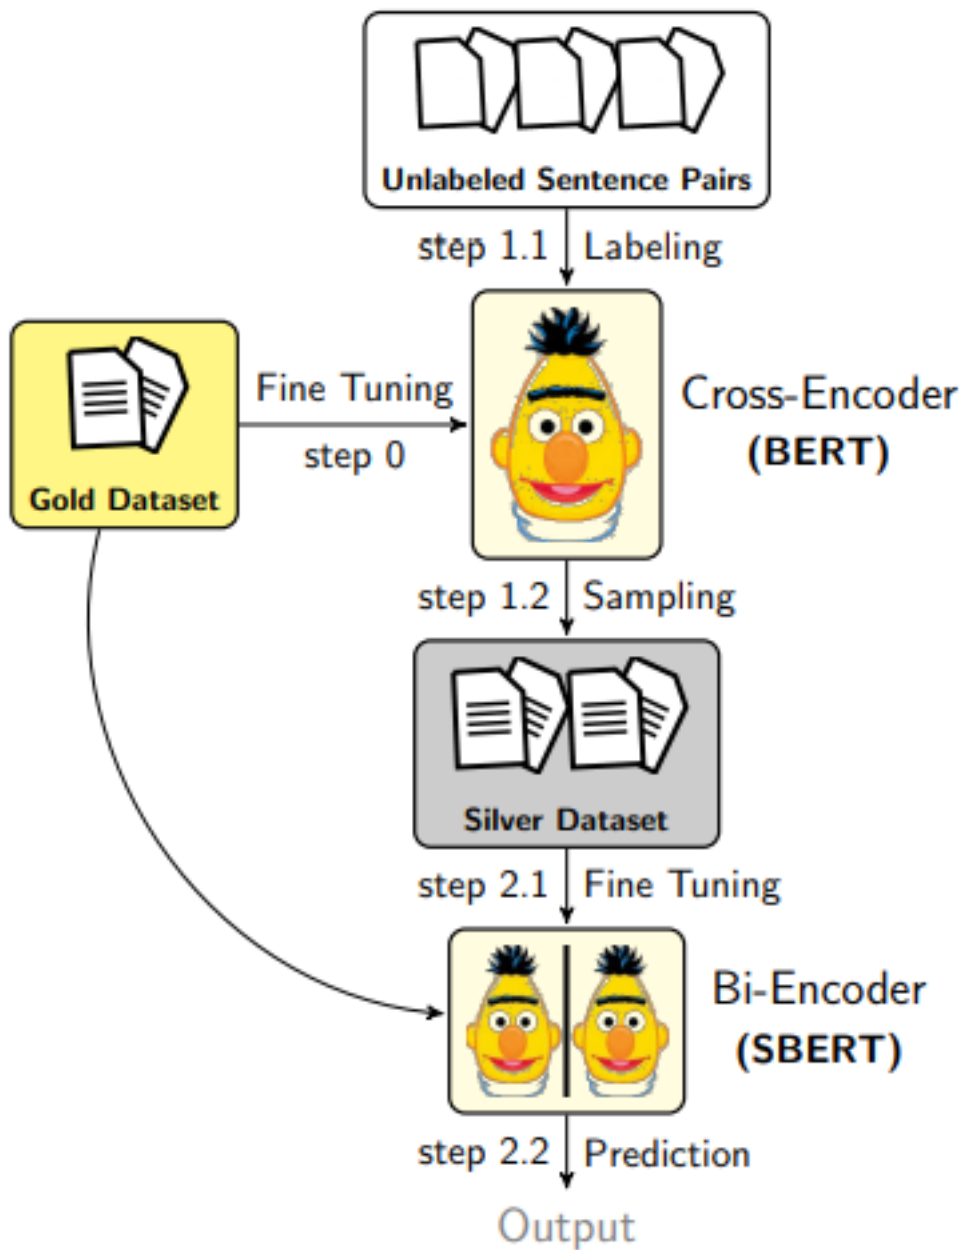 Unlabeled Sentence Pairs
step 1.1 Labeling
Fine Tuning
step 0
Gold Dataset
Cross-Encoder
(BERT)
step 1.2 Sampling
Silver Dataset
step 2.1 Fine Tuning
Bi-Encoder
(SBERT)
step 2.2 Prediction
Output